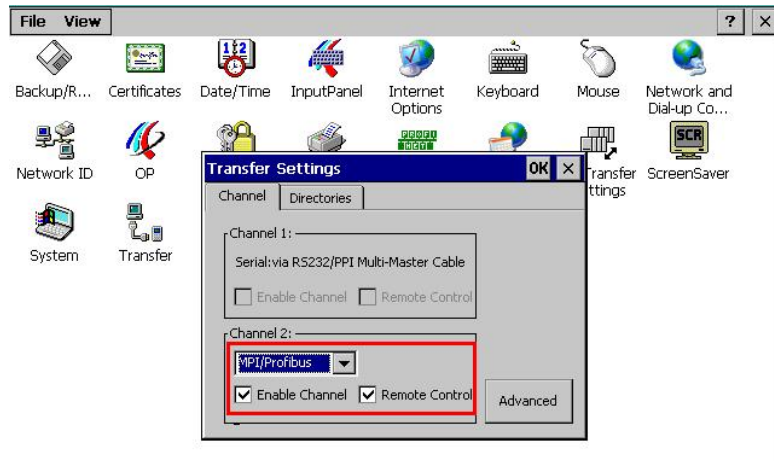 File View ? ×
Backup/R... Certificates Date/Time InputPanel Internet Options Keyboard Mouse Network and Dial-up Co...
SCR
Network ID OP Transfer ScreenSaver
ttings
System Transfer
Transfer Settings OK ×
Channel Directories
Channel 1:
Serial:via RS232/PPI Multi-Master Cable
Enable Channel Remote Control
Channel 2:
MPI/Profibus
Enable Channel Remote Control
Advanced